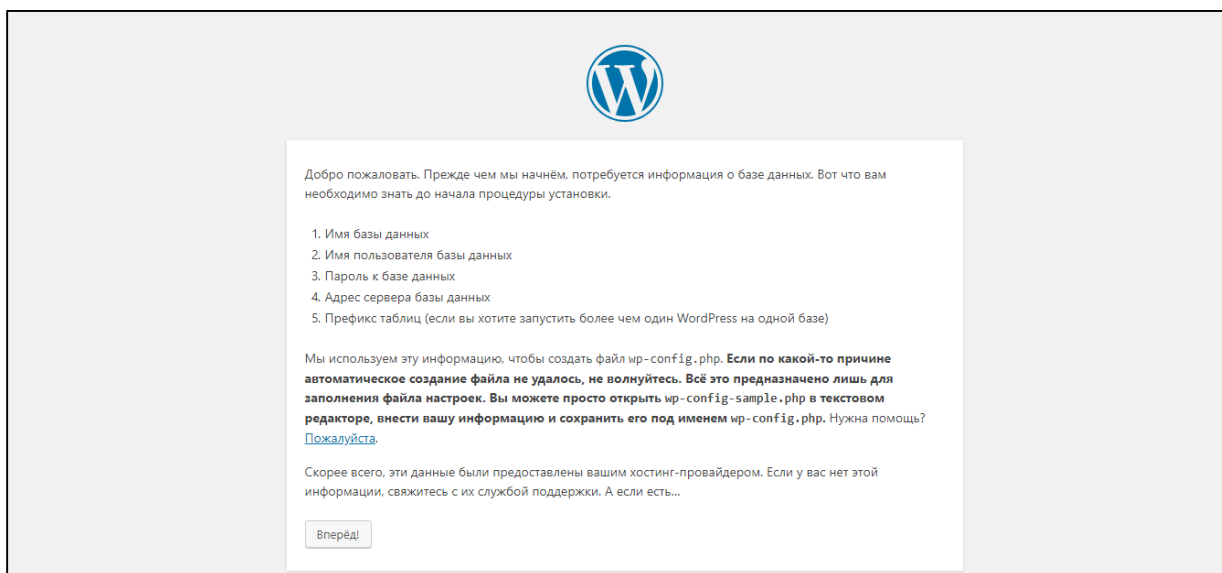 Добро пожаловать. Прежде чем мы начнём, потребуется информация о базе данных. Вот что вам
необходимо знать до начала процедуры установки.
1. Имя базы данных
2. Имя пользователя базы данных
3. Пароль к базе данных
4. Адрес сервера базы данных
5. Префикс таблиц (если вы хотите запустить более чем один WordPress на одной базе)
Мы используем эту информацию, чтобы создать файл wp-config.php. Если по какой-то причине
автоматическое создание файла не удалось, не волнуйтесь. Всё это предназначено лишь для
заполнения файла настроек. Вы можете просто открыть wp-config-sample.php в текстовом
редакторе, внести вашу информацию и сохранить его под именем wp-config.php. Нужна помощь?
Пожалуйста.
Скорее всего, эти данные были предоставлены вашим хостинг-провайдером. Если у вас нет этой
информации, свяжитесь с их службой поддержки. А если есть…
Вперёд!